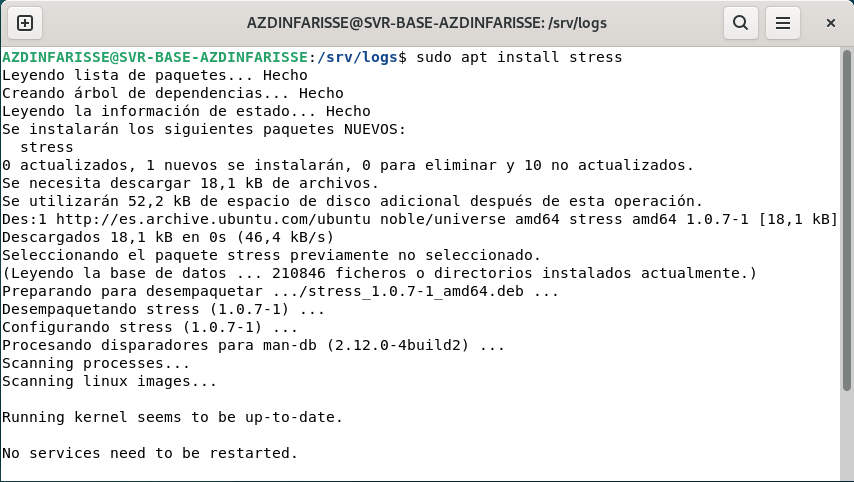 AZDINFARISSE@SVR-BASE-AZDINFARISSE: /srv/logs
AZDINFARISSE@SVR-BASE-AZDINFARISSE:/srv/logs$ sudo apt install stress
Leyendo lista de paquetes... Hecho
Creando árbol de dependencias... Hecho
Leyendo la información de estado... Hecho
Se instalarán los siguientes paquetes NUEVOS:
  stress
0 actualizados, 1 nuevos se instalarán, 0 para eliminar y 10 no actualizados.
Se necesita descargar 18,1 kB de archivos.
Se utilizarán 52,2 kB de espacio de disco adicional después de esta operación.
Des:1 http://es.archive.ubuntu.com/ubuntu noble/universe amd64 stress amd64 1.0.7-1 [18,1 kB]
Descargados 18,1 kB en 0s (46,4 kB/s)
Seleccionando el paquete stress previamente no seleccionado.
(Leyendo la base de datos ... 210846 ficheros o directorios instalados actualmente.)
Preparando para desempaquetar .../stress_1.0.7-1_amd64.deb ...
Desempaquetando stress (1.0.7-1) ...
Configurando stress (1.0.7-1) ...
Procesando disparadores para man-db (2.12.0-4build2) ...
Scanning processes...
Scanning linux images...
Running kernel seems to be up-to-date.
No services need to be restarted.